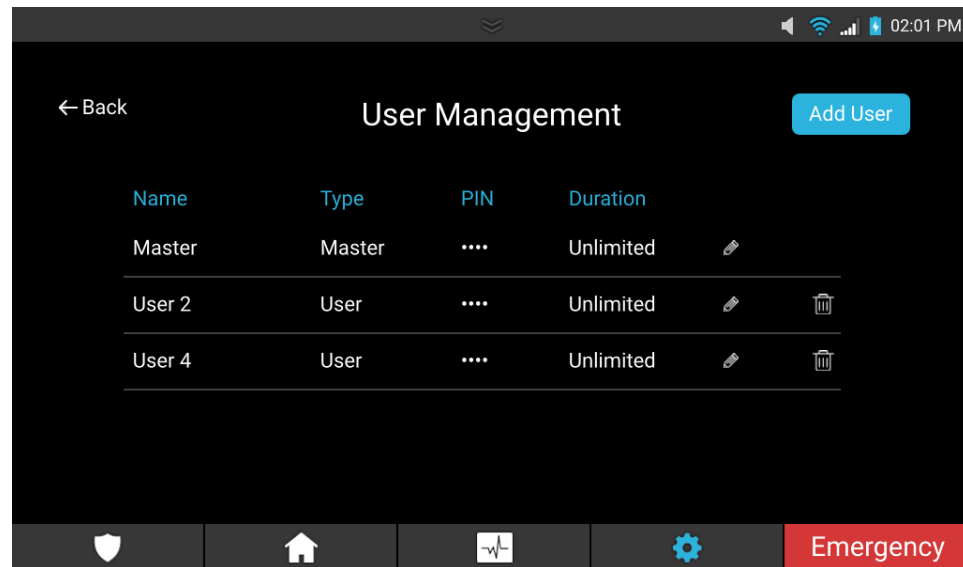 02:01 PM
Back
User Management
Add User
Name Type PIN Duration
Master Master •••• Unlimited
User 2 User •••• Unlimited
User 4 User •••• Unlimited
Emergency